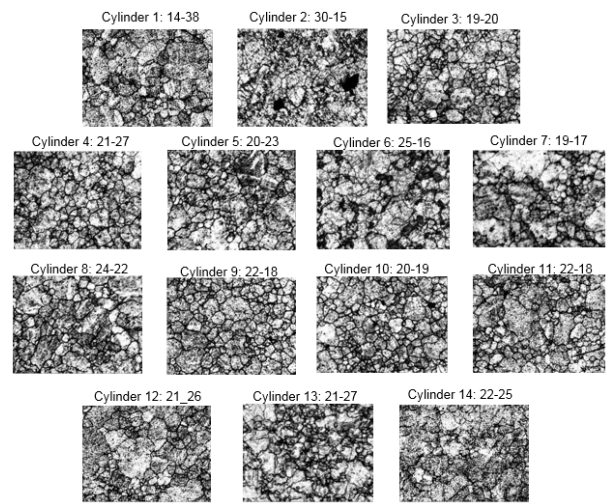 Cylinder 1: 14-38
Cylinder 2: 30-15
Cylinder 3: 19-20
Cylinder 4: 21-27
Cylinder 5: 20-23
Cylinder 6: 25-16
Cylinder 7: 19-17
Cylinder 8: 24-22
Cylinder 9: 22-18
Cylinder 10: 20-19
Cylinder 11: 22-18
Cylinder 12: 21_26
Cylinder 13: 21-27
Cylinder 14: 22-25